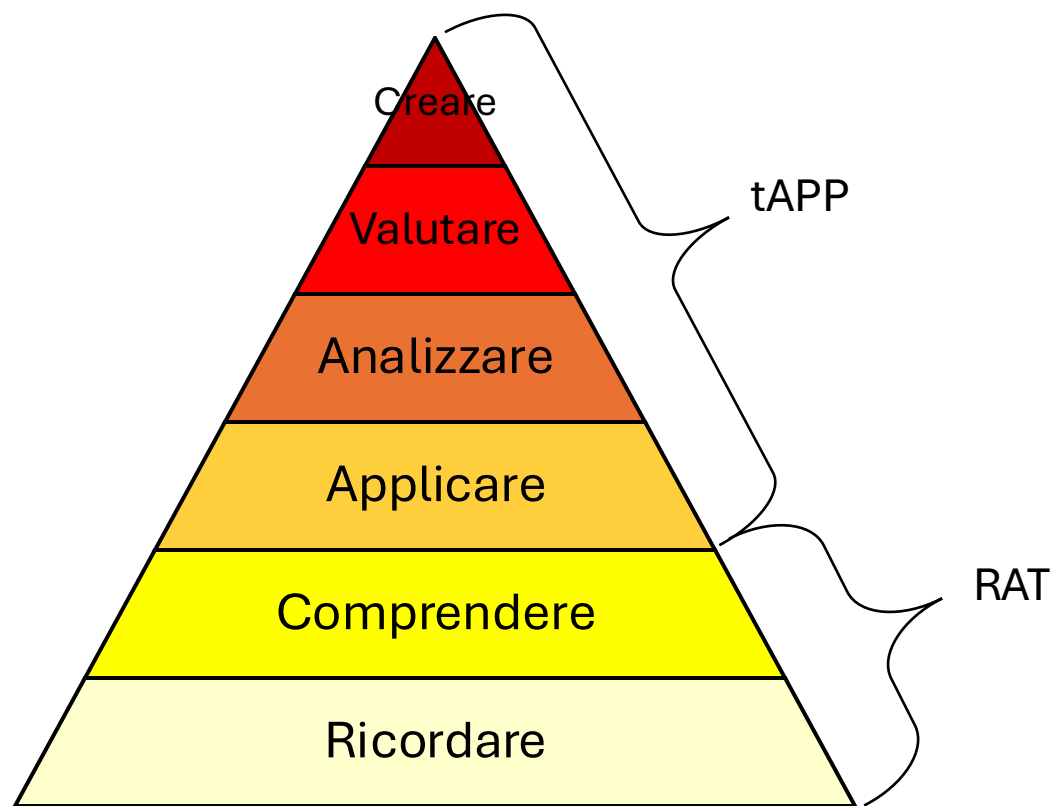 Creare
tAPP
Valutare
Analizzare
Applicare
RAT
Comprendere
Ricordare